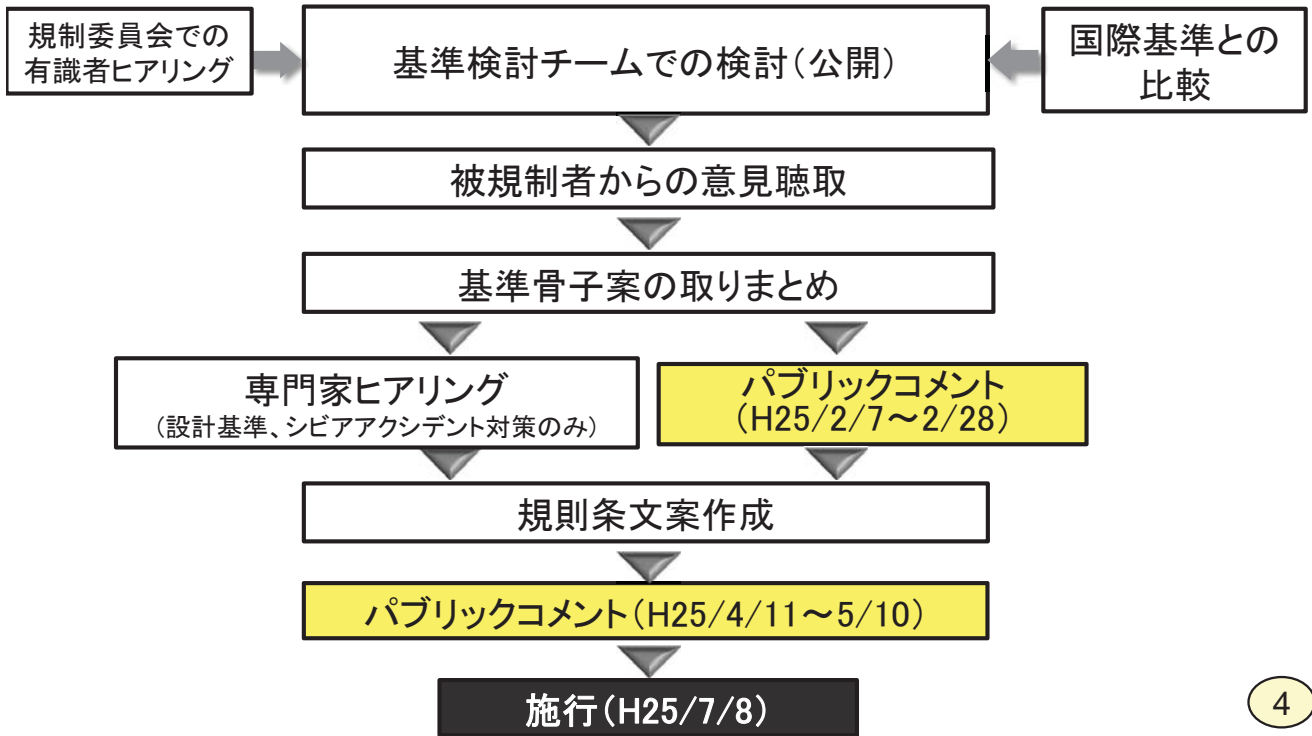 規制委員会での
有識者ヒアリング
基準検討チームでの検討(公開)
国際基準との
比較
被規制者からの意見聴取
基準骨子案の取りまとめ
専門家ヒアリング
(設計基準、シビアアクシデント対策のみ)
パブリックコメント
(H25/2/7～2/28)
規則条文案作成
パブリックコメント(H25/4/11～5/10)
施行(H25/7/8)
4